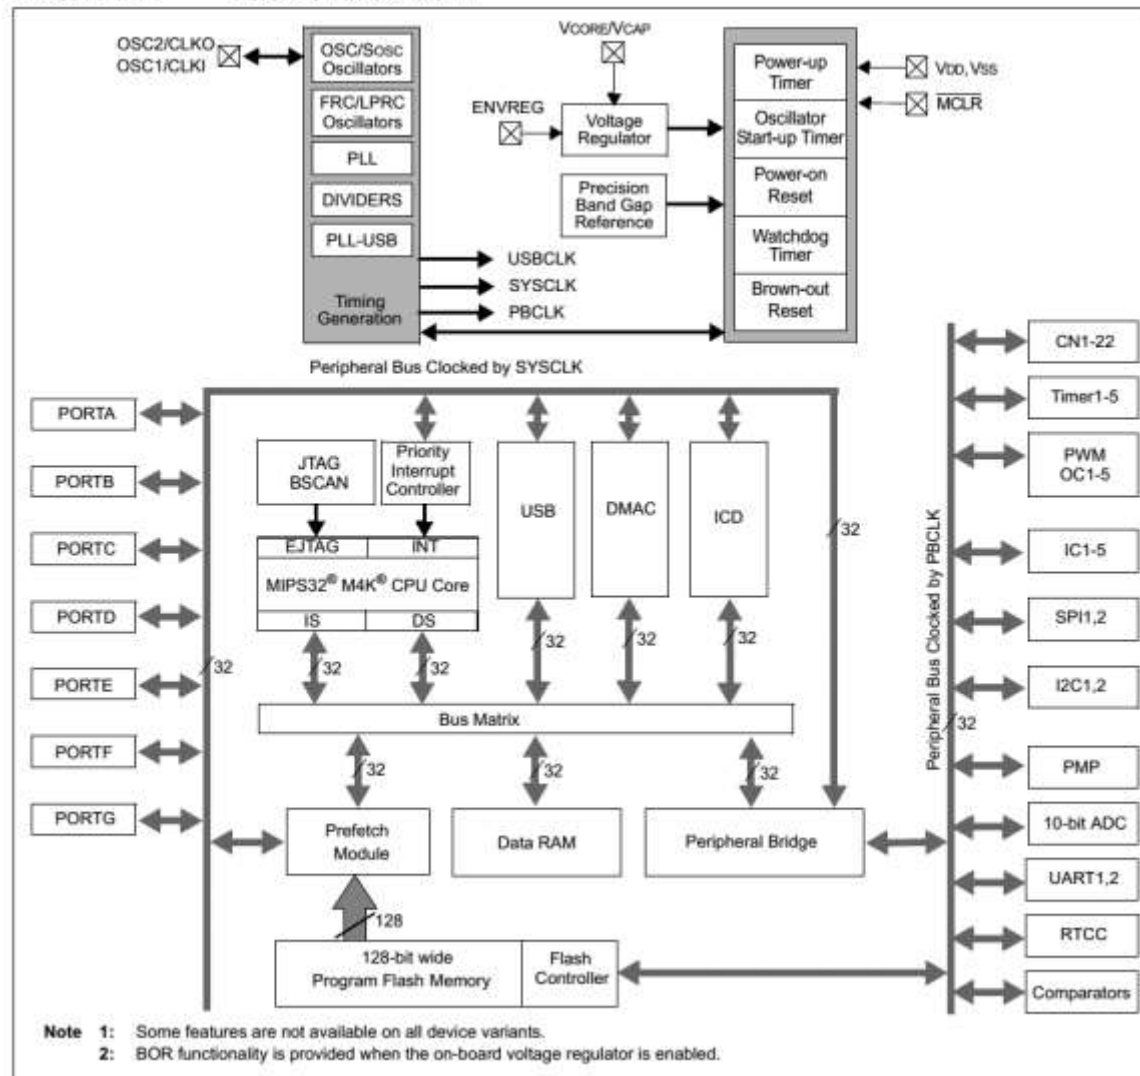 OSC2/CLKO
OSC1/CLKI
OSC/SOSC
Oscillators
FRC/LPRC
Oscillators
PLL
DIVIDERS
PLL-USB
Timing
Generation
USBCLK
SYSCLK
PBCLK
VCORE/VCAP
ENVREG
Voltage
Regulator
Precision
Band Gap
Reference
Power-up
Timer
Oscillator
Start-up Timer
Power-on
Reset
Watchdog
Timer
Brown-out
Reset
VDD, VSS
MCLR
Peripheral Bus Clocked by SYSCLK
PORTA
PORTB
PORTC
PORTD
PORTE
PORTF
PORTG
32
JTAG
BSCAN
Priority
Interrupt
Controller
EJTAG
INT
MIPS32® M4K® CPU Core
IS
DS
USB
DMAC
ICD
32
32
32
32
32
32
Bus Matrix
32
32
32
Prefetch
Module
Data RAM
Peripheral Bridge
128
128-bit wide
Program Flash Memory
Flash
Controller
Peripheral Bus Clocked by PBCLK
32
CN1-22
Timer1-5
PWM
OC1-5
IC1-5
SPI1,2
I2C1,2
PMP
10-bit ADC
UART1,2
RTCC
Comparators
Note 1: Some features are not available on all device variants.
2: BOR functionality is provided when the on-board voltage regulator is enabled.